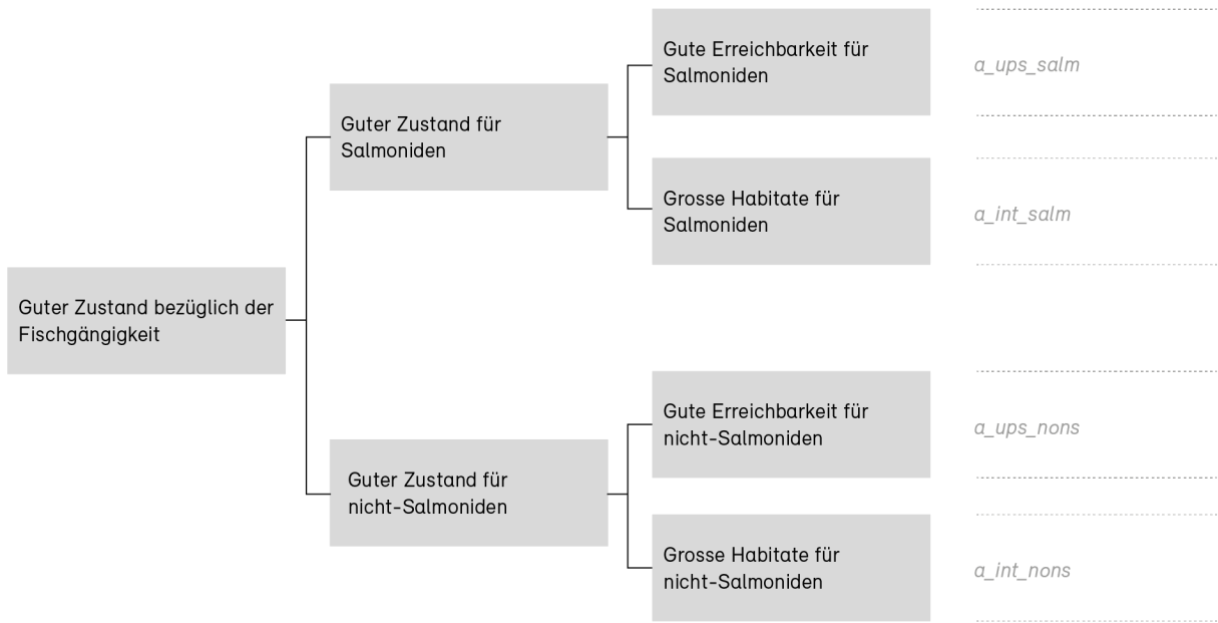 Guter Zustand bezüglich der
Fischgängigkeit
Guter Zustand für
Salmoniden
Gute Erreichbarkeit für
Salmoniden
a_ups_salm
Grosse Habitate für
Salmoniden
a_int_salm
Guter Zustand für
nicht-Salmoniden
Gute Erreichbarkeit für
nicht-Salmoniden
a_ups_nons
Grosse Habitate für
nicht-Salmoniden
a_int_nons